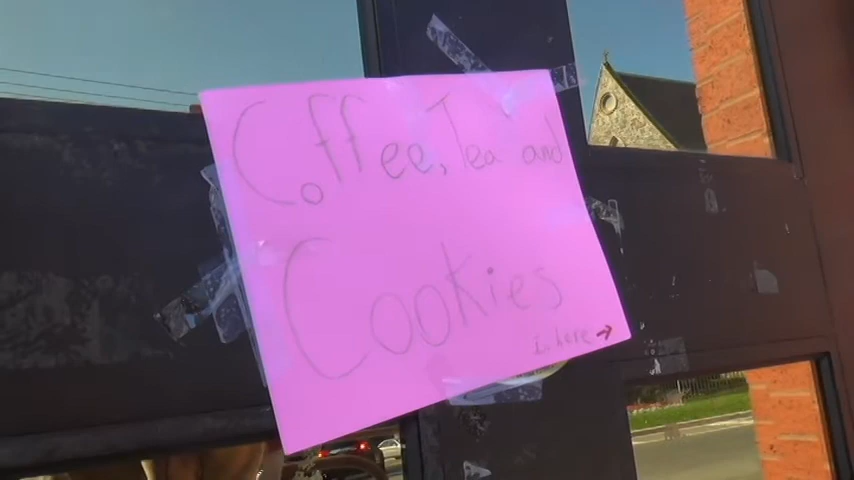 Coffee, Tea and
Cookies
in here →